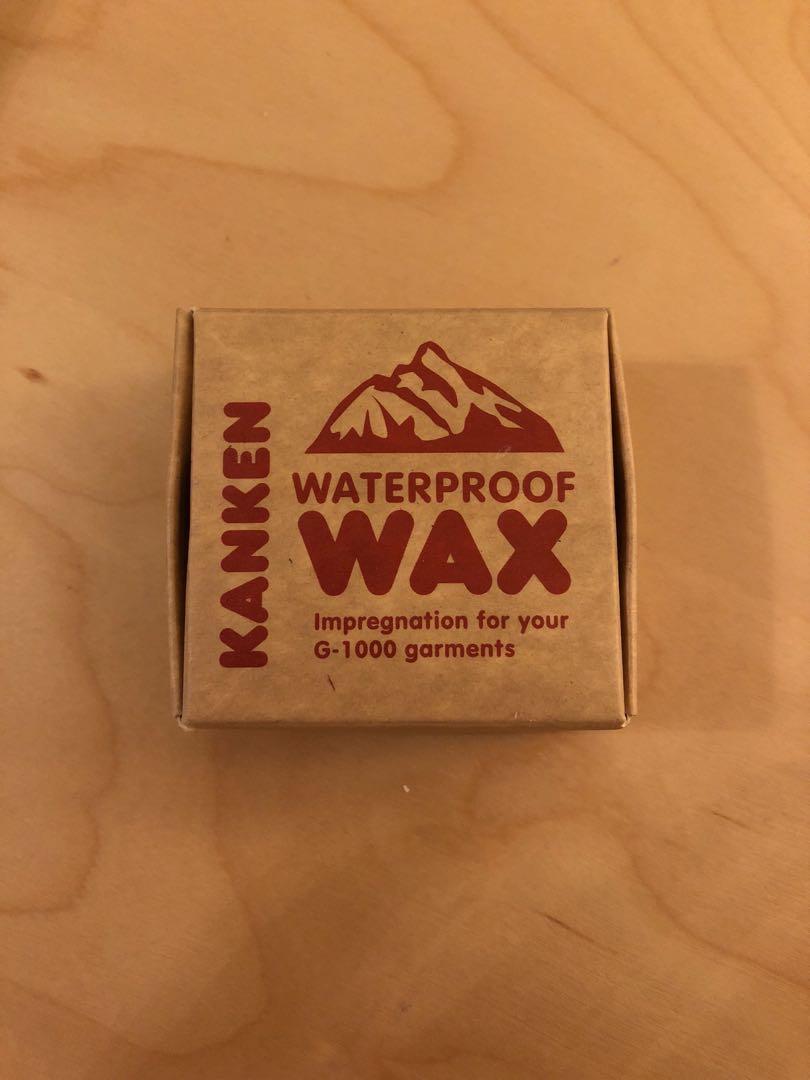 KANKEN
WATERPROOF
WAX
Impregnation for your
G-1000 garments